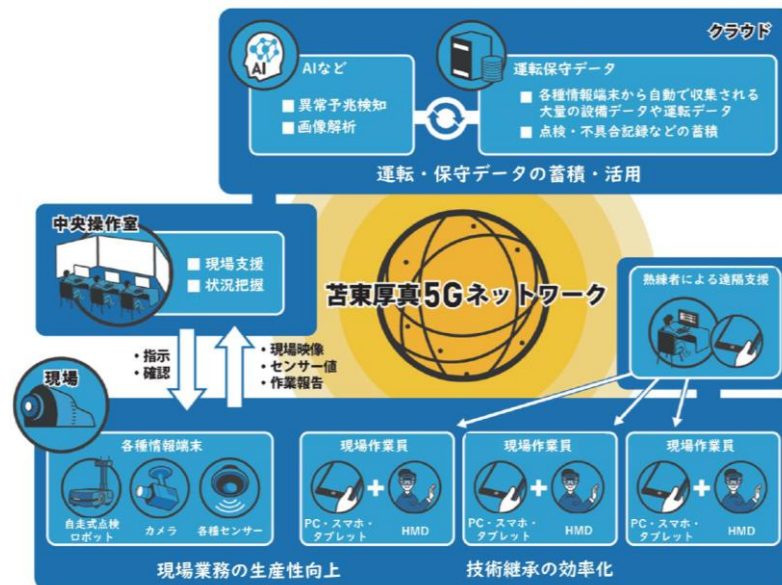 クラウド
AIなど
AI
■ 異常予兆検知
■ 画像解析
運転保守データ
■ 各種情報端末から自動で収集される
大量の設備データや運転データ
■ 点検・不具合記録などの蓄積
運転・保守データの蓄積・活用
中央操作室
■ 現場支援
■ 状況把握
苫東厚真5Gネットワーク
熟練者による遠隔支援
・指示
・確認
・現場映像
・センサー値
・作業報告
現場
各種情報端末
自走式点検
ロボット
カメラ
各種センサー
現場作業員
PC・スマホ・
タブレット
+
HMD
現場作業員
PC・スマホ・
タブレット
+
HMD
現場作業員
PC・スマホ・
タブレット
+
HMD
現場業務の生産性向上
技術継承の効率化